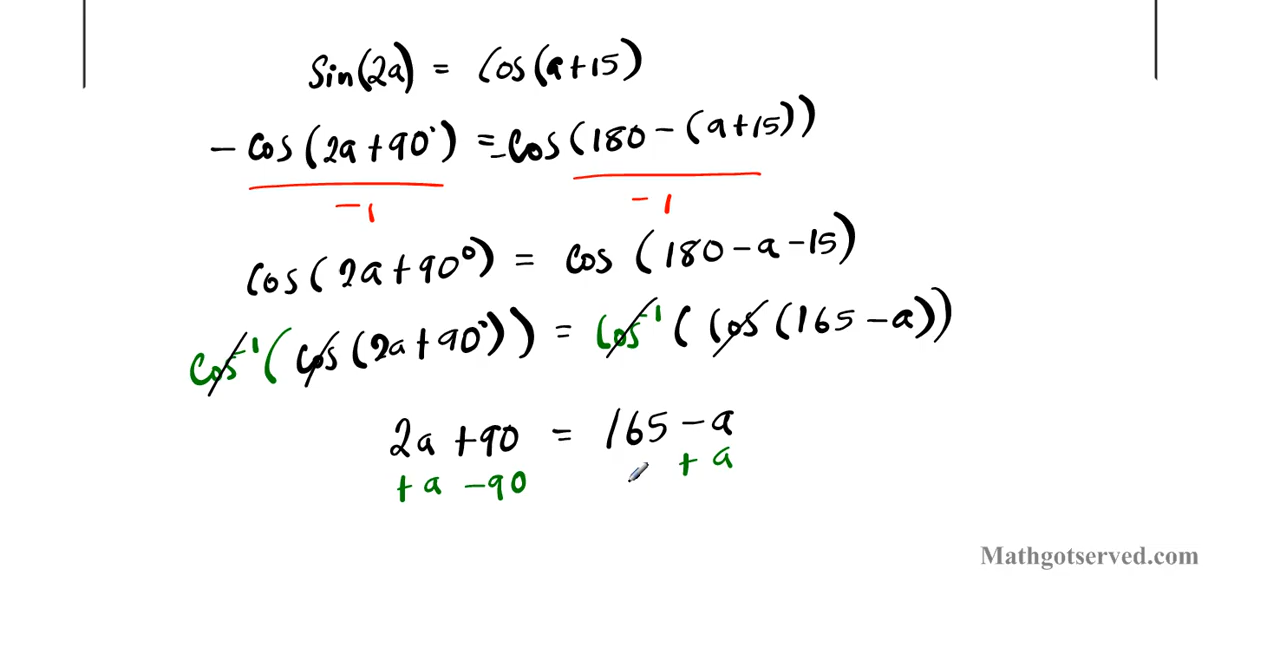 Sin(2a) = Cos(a+15)
- Cos(2a+90°) = -Cos(180-(a+15))
-1 -1
Cos(2a+90°) = Cos(180-a-15)
Cos⁻¹(Cos(2a+90°)) = Cos⁻¹(Cos(165-a))
2a+90 = 165-a
+a -90 +a
Mathgotserved.com